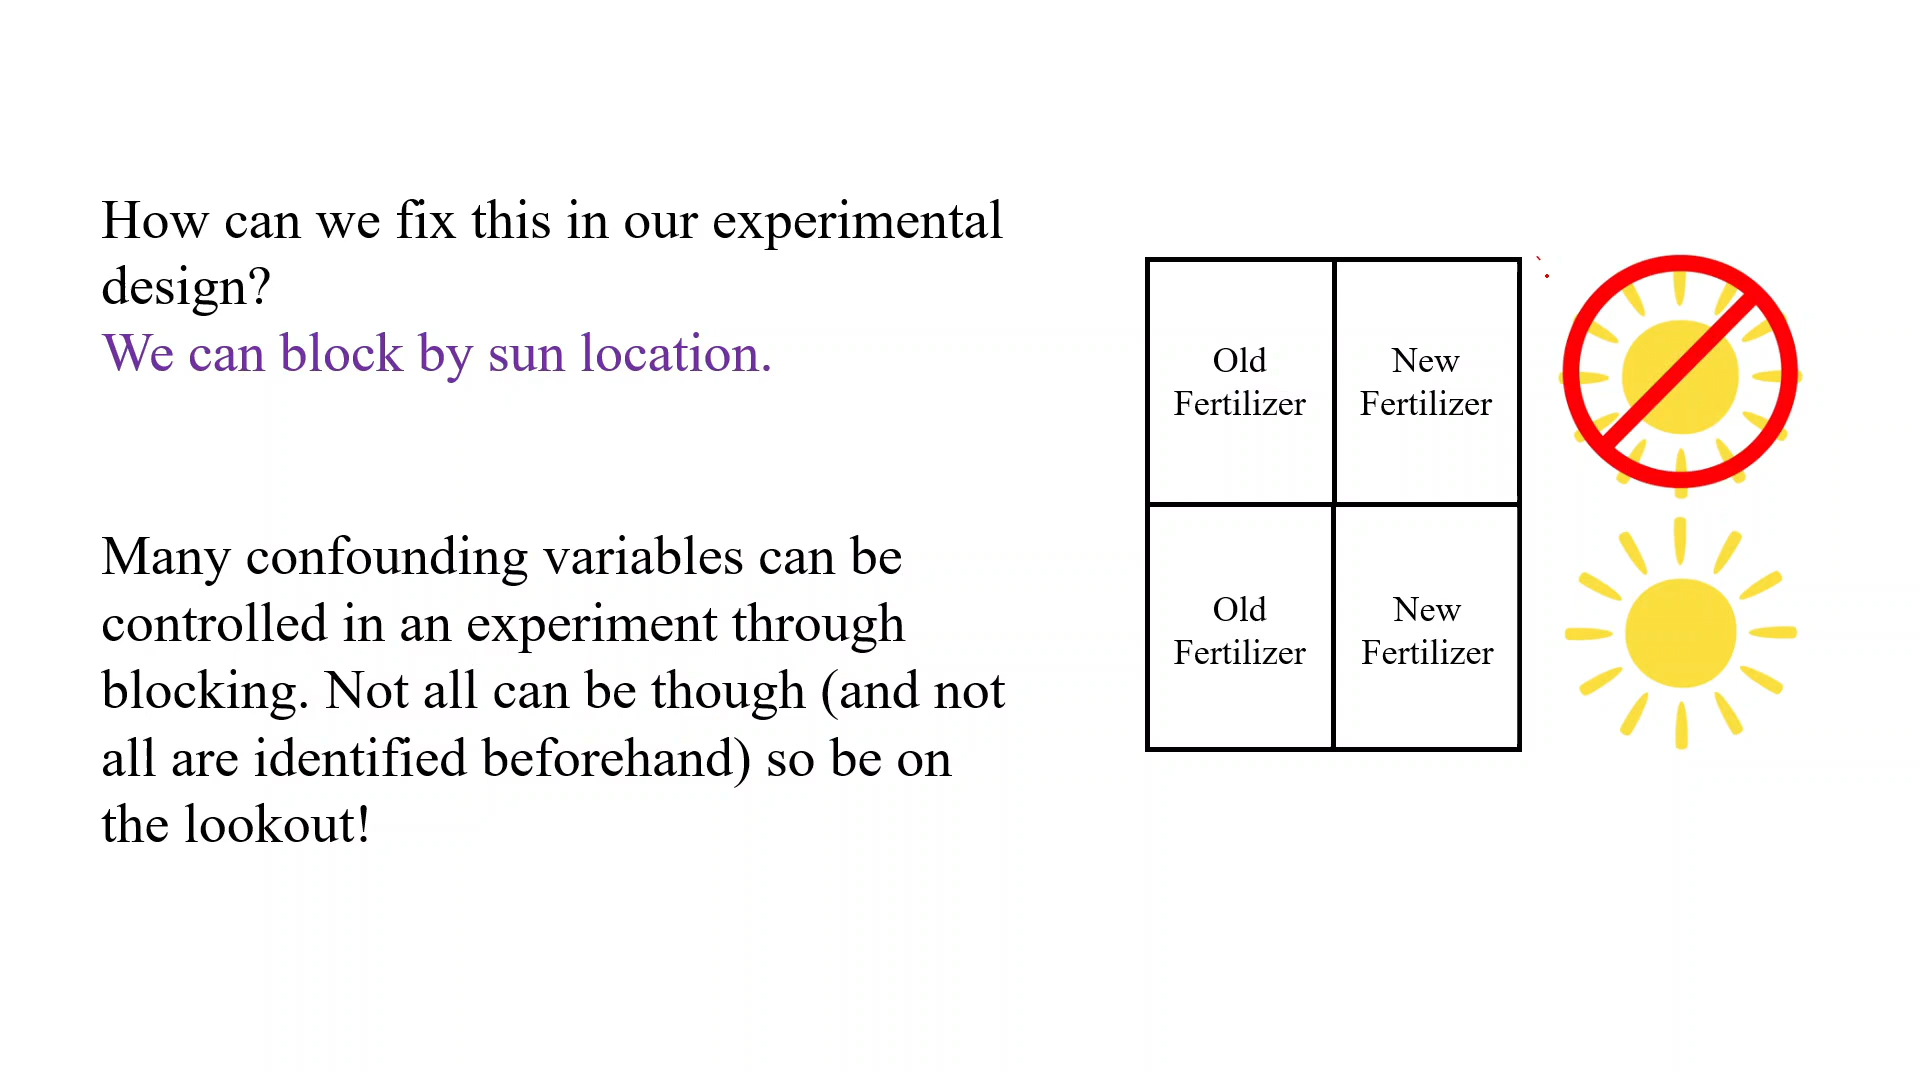 How can we fix this in our experimental
design?
We can block by sun location.
Many confounding variables can be
controlled in an experiment through
blocking. Not all can be though (and not
all are identified beforehand) so be on
the lookout!
Old
Fertilizer
New
Fertilizer
Old
Fertilizer
New
Fertilizer